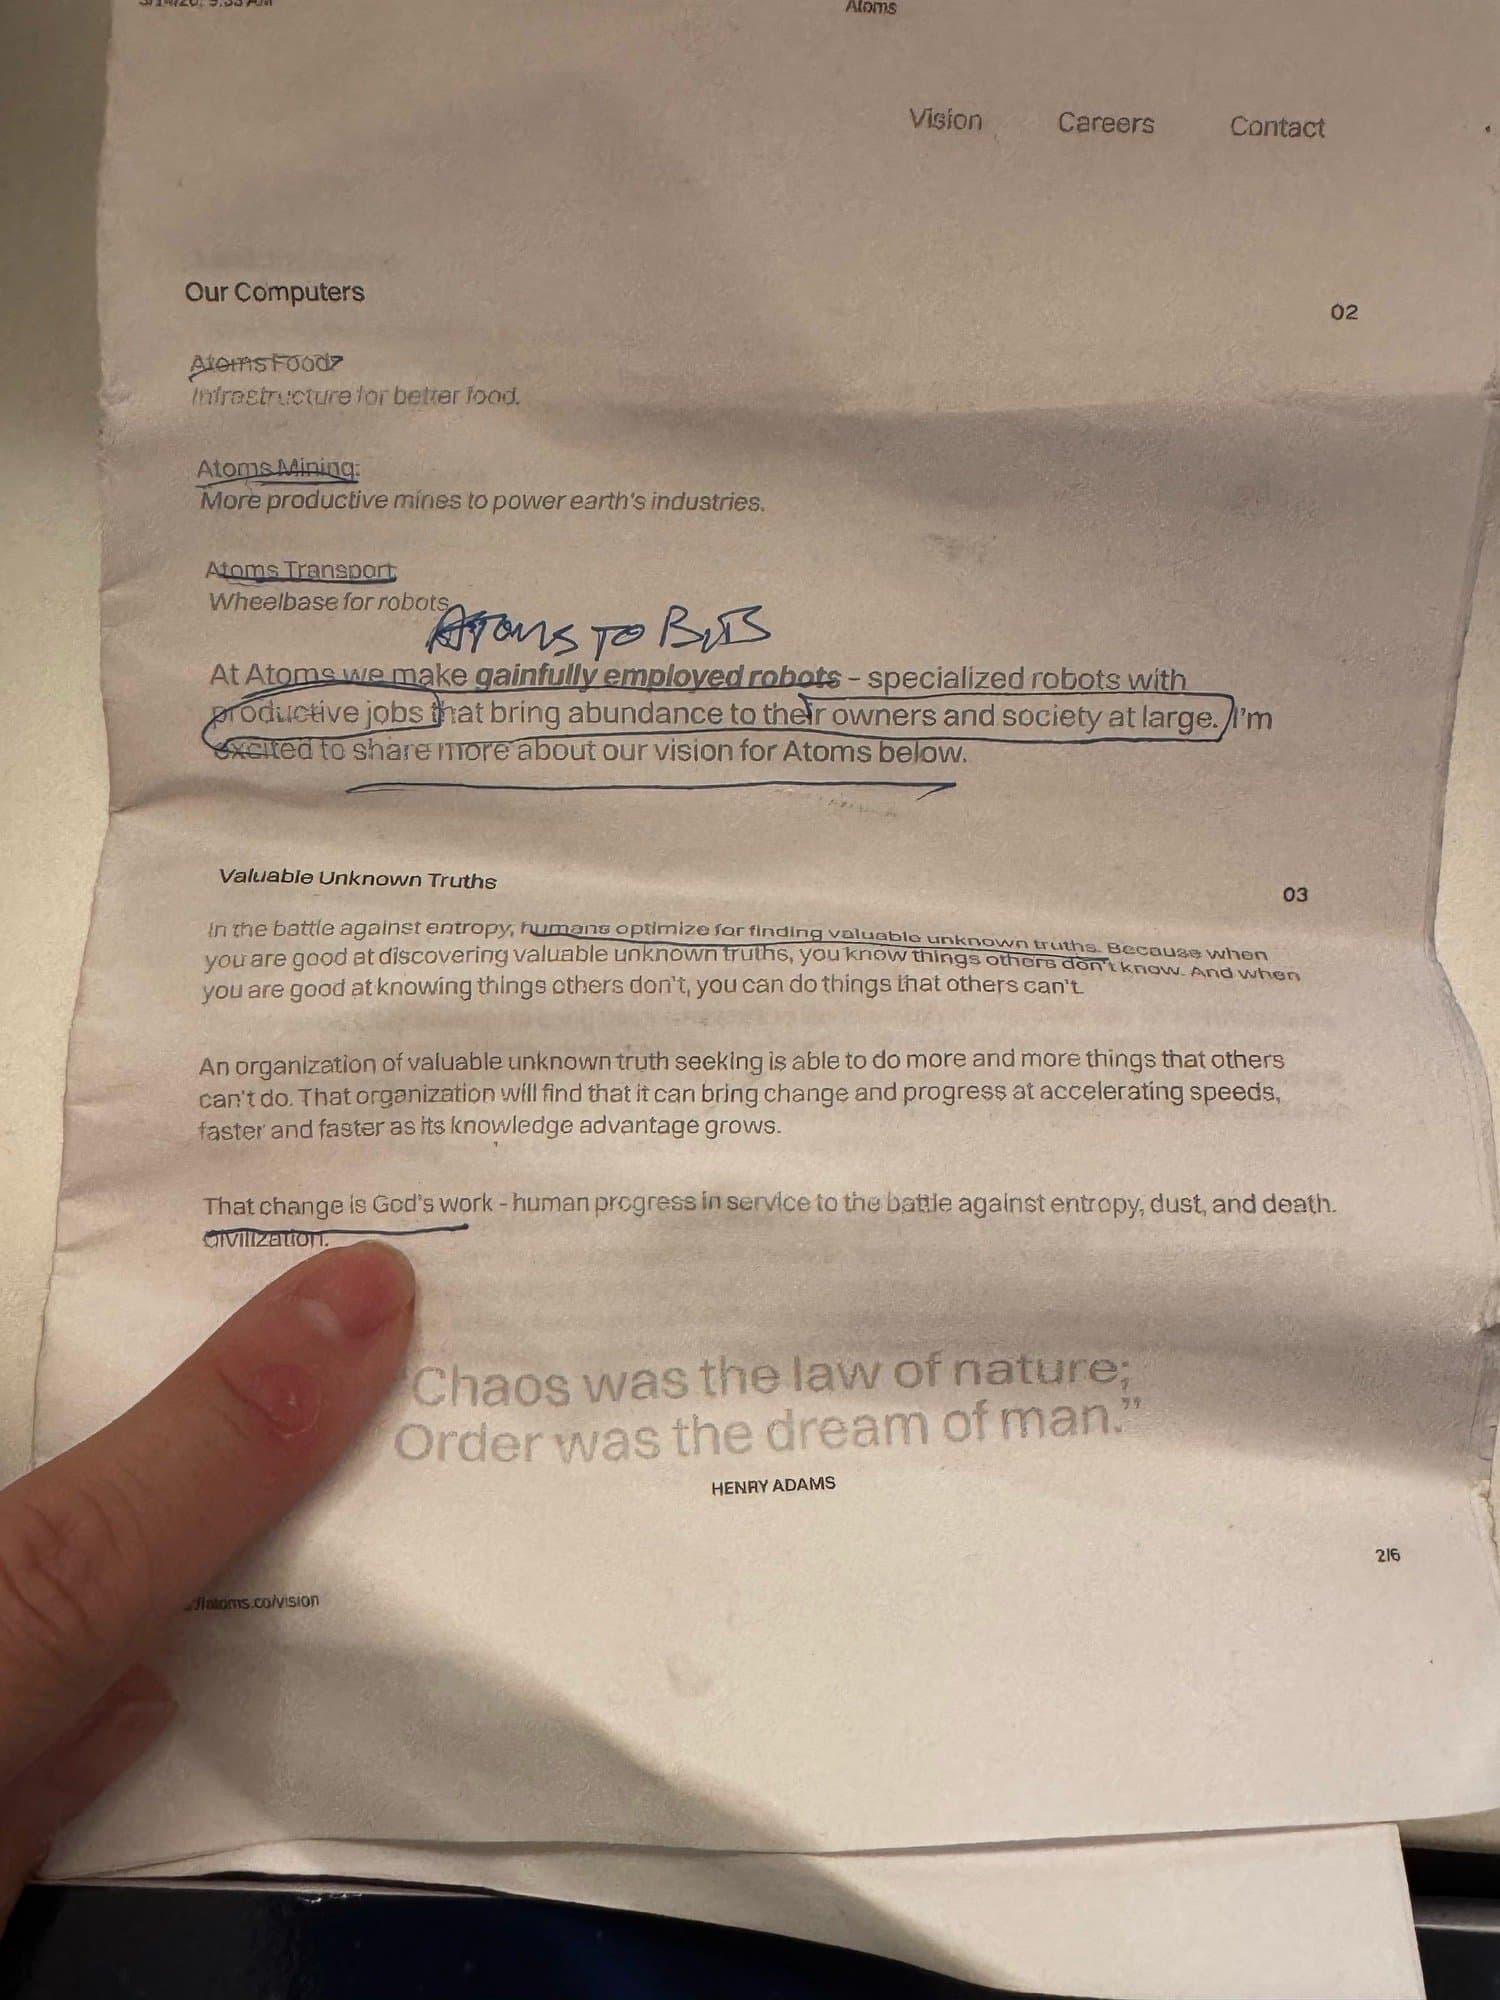 Atoms
Vision Careers Contact
Our Computers
02
Atoms Food:
Infrastructure for better food.
Atoms Mining:
More productive mines to power earth's industries.
Atoms Transport:
Wheelbase for robots.
ATOMS TO BITS
At Atoms we make gainfully employed robots – specialized robots with
productive jobs that bring abundance to their owners and society at large. I'm
excited to share more about our vision for Atoms below.
Valuable Unknown Truths
03
In the battle against entropy, humans optimize for finding valuable unknown truths. Because when
you are good at discovering valuable unknown truths, you know things others don't know. And when
you are good at knowing things others don't, you can do things that others can't.
An organization of valuable unknown truth seeking is able to do more and more things that others
can't do. That organization will find that it can bring change and progress at accelerating speeds,
faster and faster as its knowledge advantage grows.
That change is God's work - human progress in service to the battle against entropy, dust, and death.
Civilization.
“Chaos was the law of nature;
Order was the dream of man.”
HENRY ADAMS
2/6
atoms.co/vision